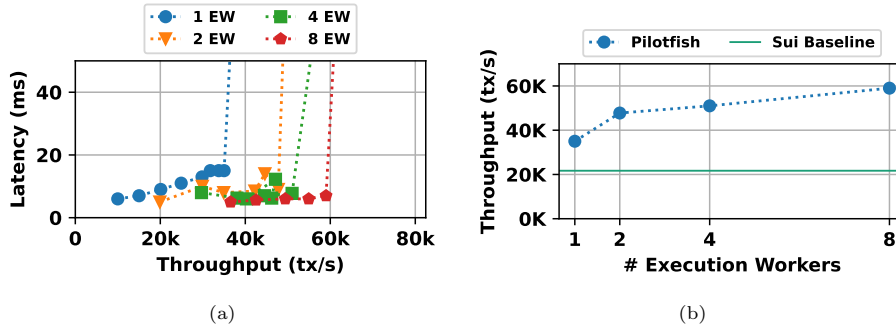 1 EW
2 EW
4 EW
8 EW
Latency (ms)
40
20
0
0
20k
40k
60k
80k
Throughput (tx/s)
(a)
Pilotfish
Sui Baseline
Throughput (tx/s)
60K
40K
20K
0K
1
2
4
8
# Execution Workers
(b)